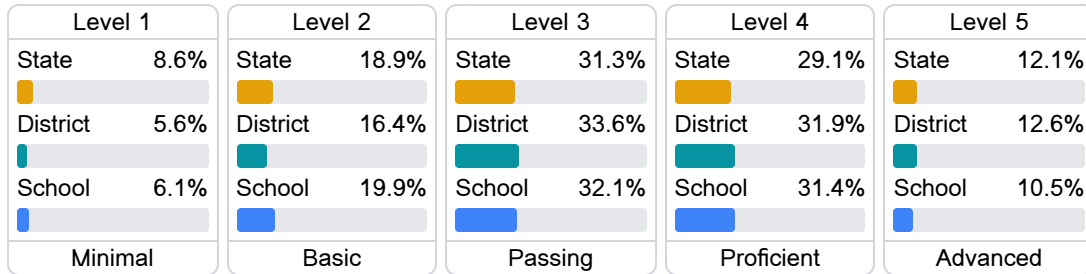 Level 1
State 8.6%
District 5.6%
School 6.1%
Minimal
Level 2
State 18.9%
District 16.4%
School 19.9%
Basic
Level 3
State 31.3%
District 33.6%
School 32.1%
Passing
Level 4
State 29.1%
District 31.9%
School 31.4%
Proficient
Level 5
State 12.1%
District 12.6%
School 10.5%
Advanced